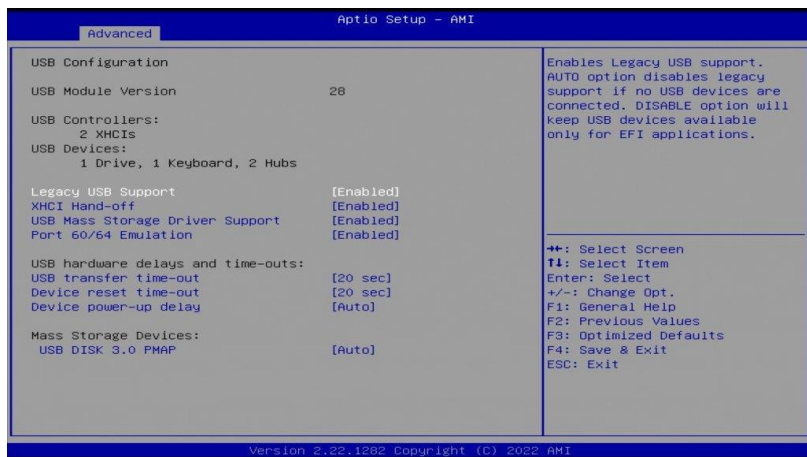 Aptio Setup - AMI
Advanced
USB Configuration
USB Module Version 28
USB Controllers:
2 XHCIs
USB Devices:
1 Drive, 1 Keyboard, 2 Hubs
Legacy USB Support [Enabled]
XHCI Hand-off [Enabled]
USB Mass Storage Driver Support [Enabled]
Port 60/64 Emulation [Enabled]
USB hardware delays and time-outs:
USB transfer time-out [20 sec]
Device reset time-out [20 sec]
Device power-up delay [Auto]
Mass Storage Devices:
USB DISK 3.0 PMAP [Auto]
Enables Legacy USB support.
AUTO option disables legacy
support if no USB devices are
connected. DISABLE option will
keep USB devices available
only for EFI applications.
→←: Select Screen
↑↓: Select Item
Enter: Select
+/-: Change Opt.
F1: General Help
F2: Previous Values
F3: Optimized Defaults
F4: Save & Exit
ESC: Exit
Version 2.22.1282 Copyright (C) 2022 AMI